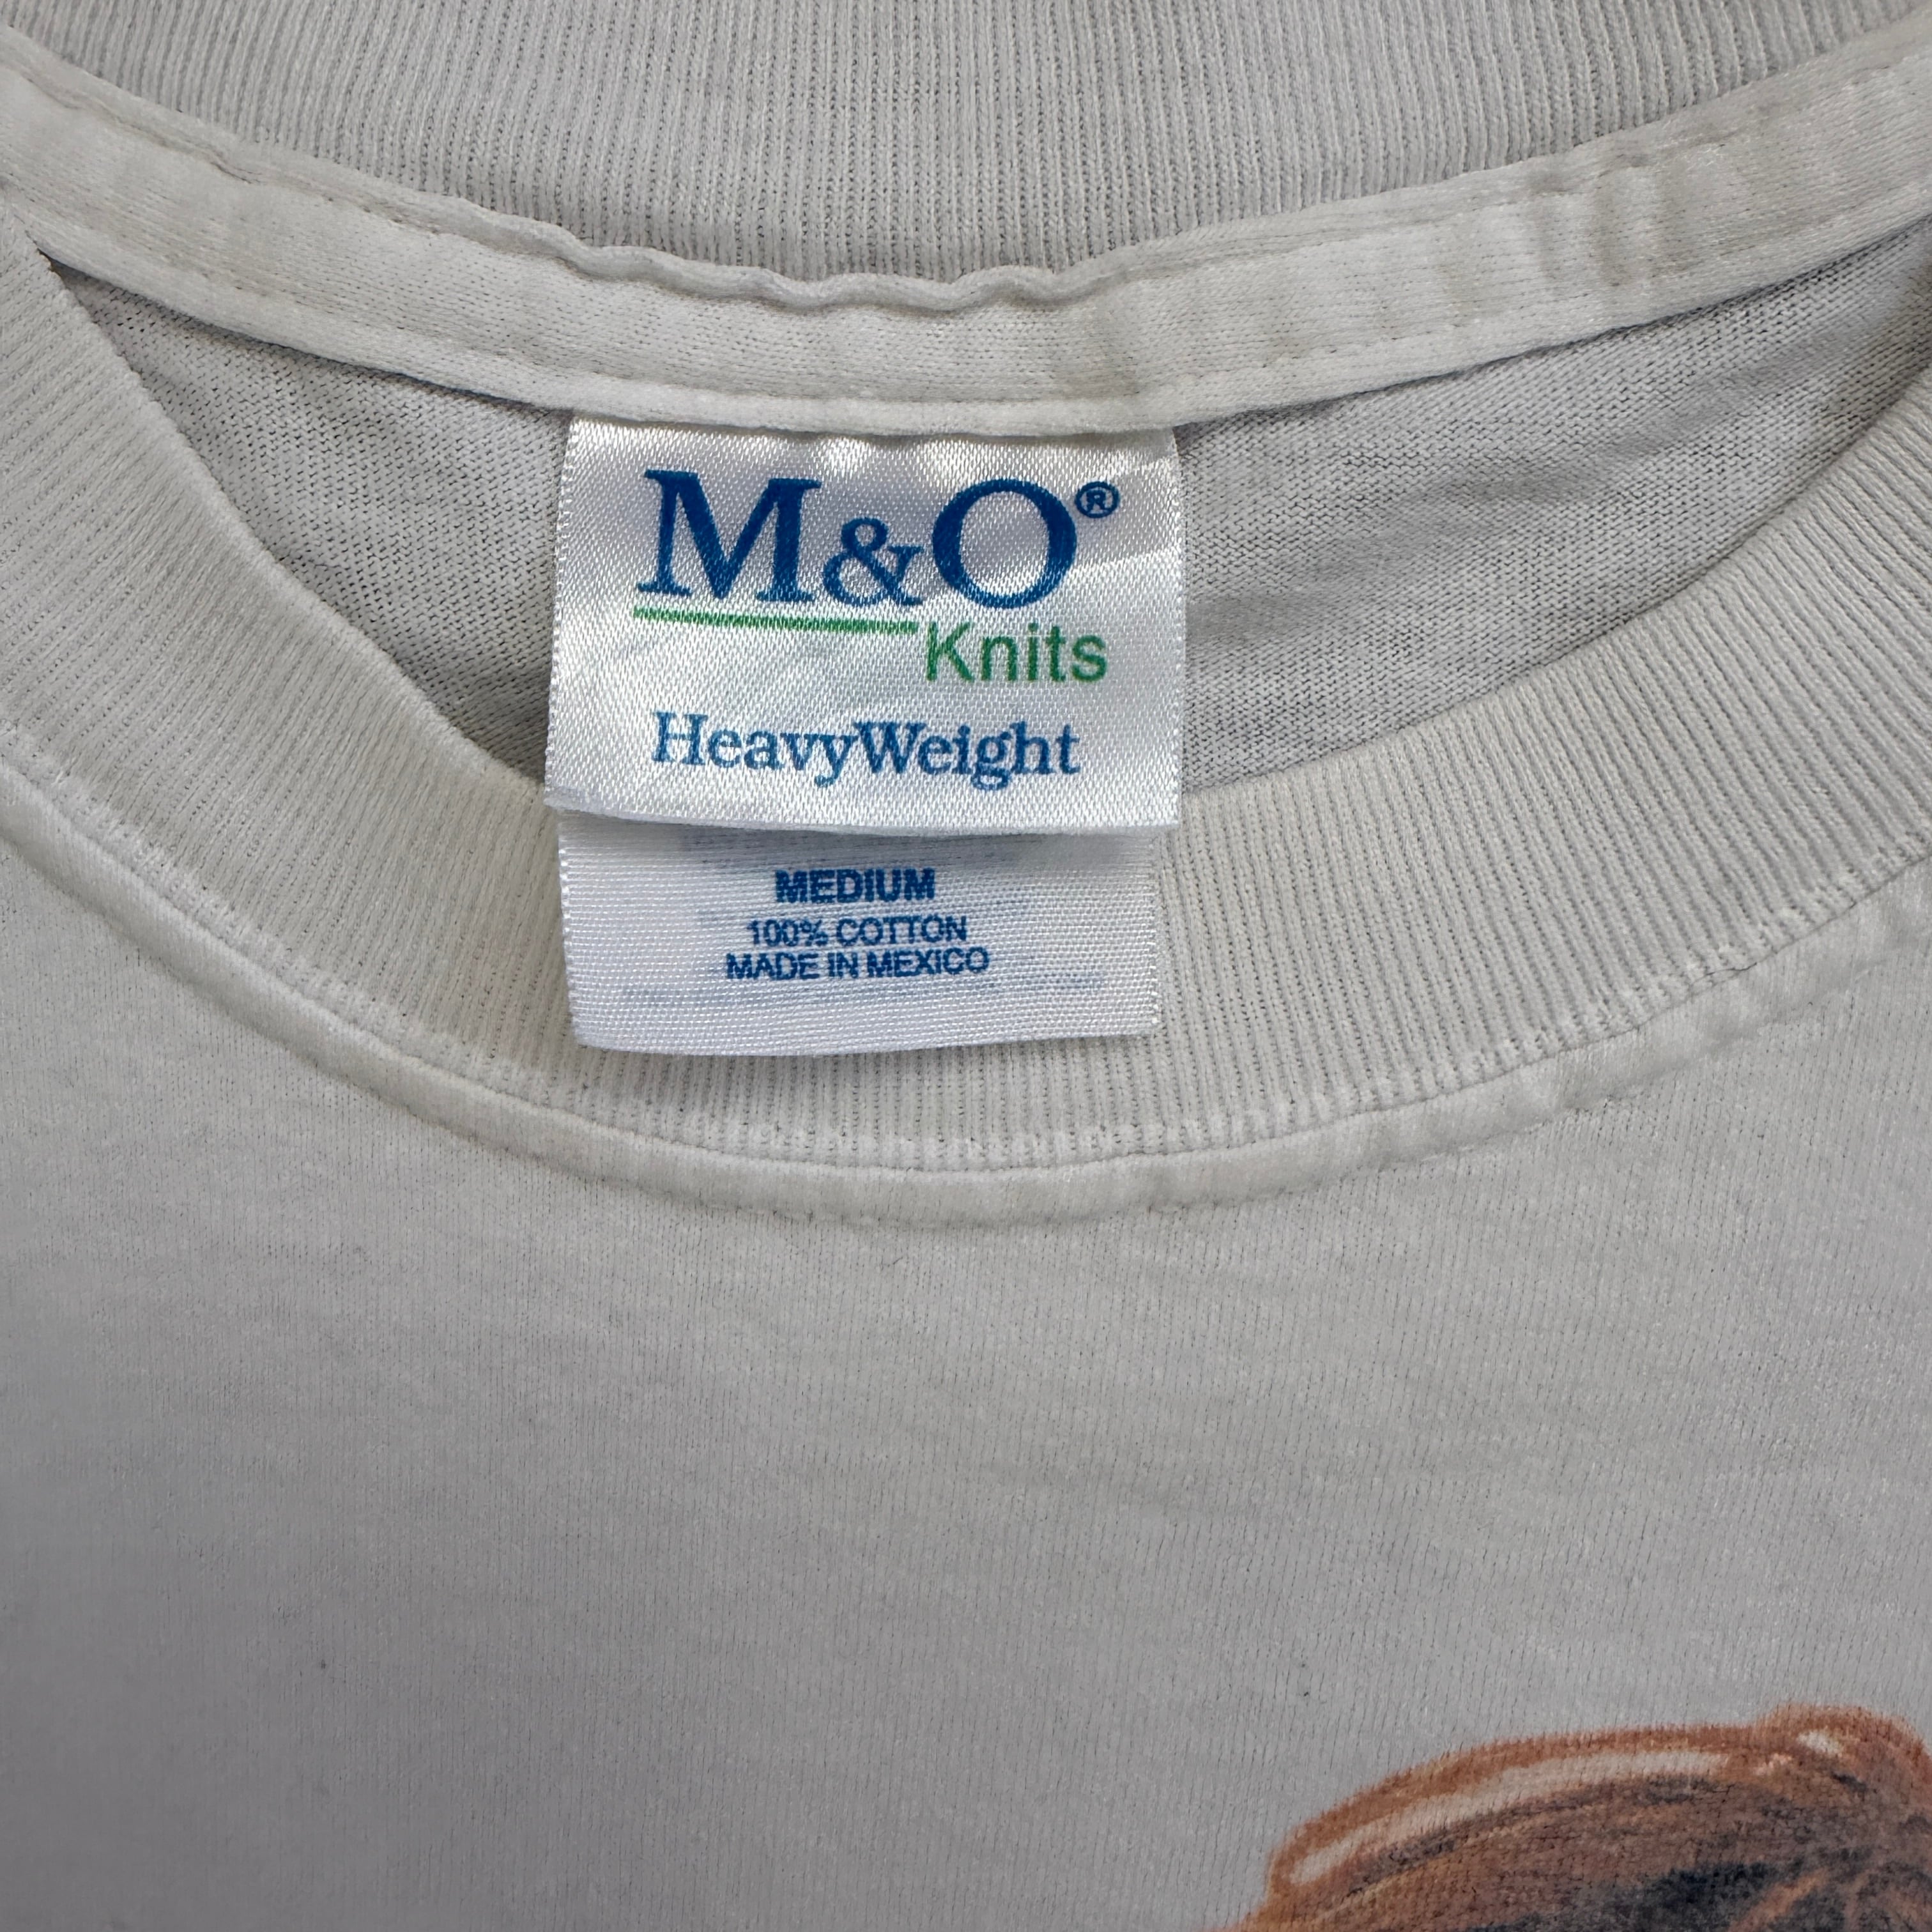 M&O®
Knits
HeavyWeight
MEDIUM
100% COTTON
MADE IN MEXICO